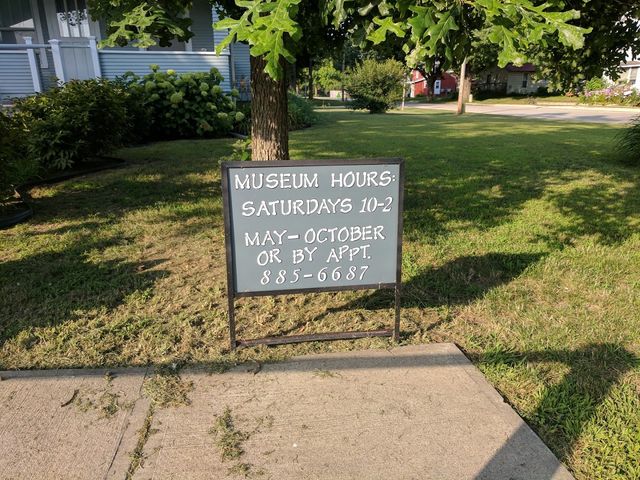 MUSEUM HOURS:
SATURDAYS 10-2
MAY-OCTOBER
OR BY APPT.
885-6687